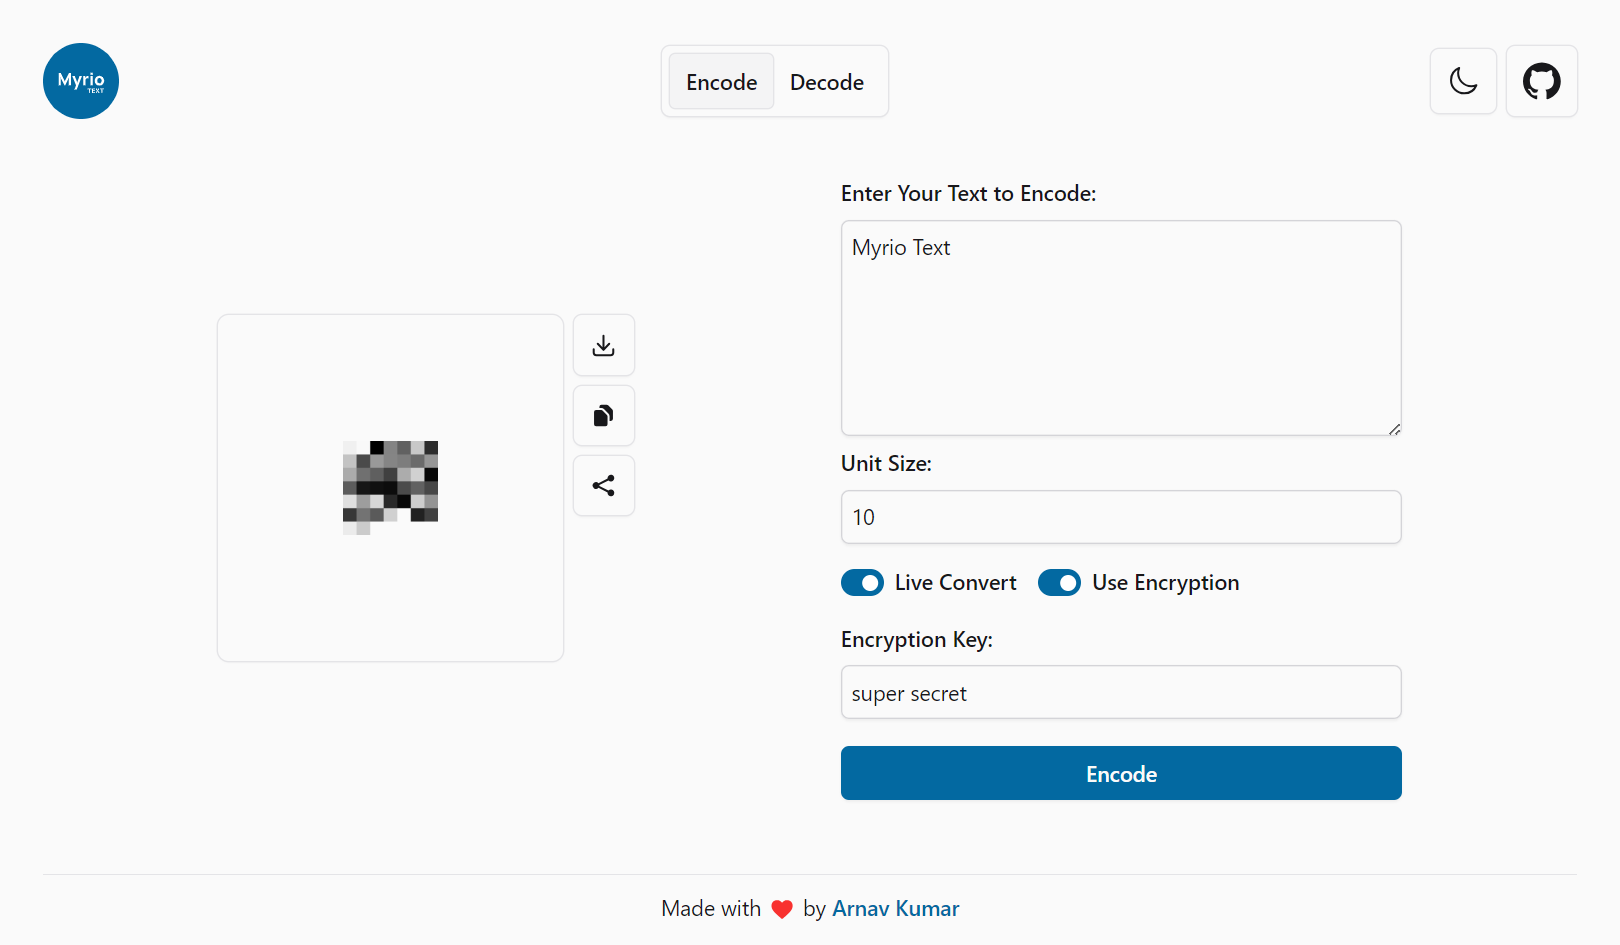 Myrio
TEXT
Encode
Decode
Enter Your Text to Encode:
Myrio Text
Unit Size:
10
Live Convert
Use Encryption
Encryption Key:
super secret
Encode
Made with ❤ by Arnav Kumar